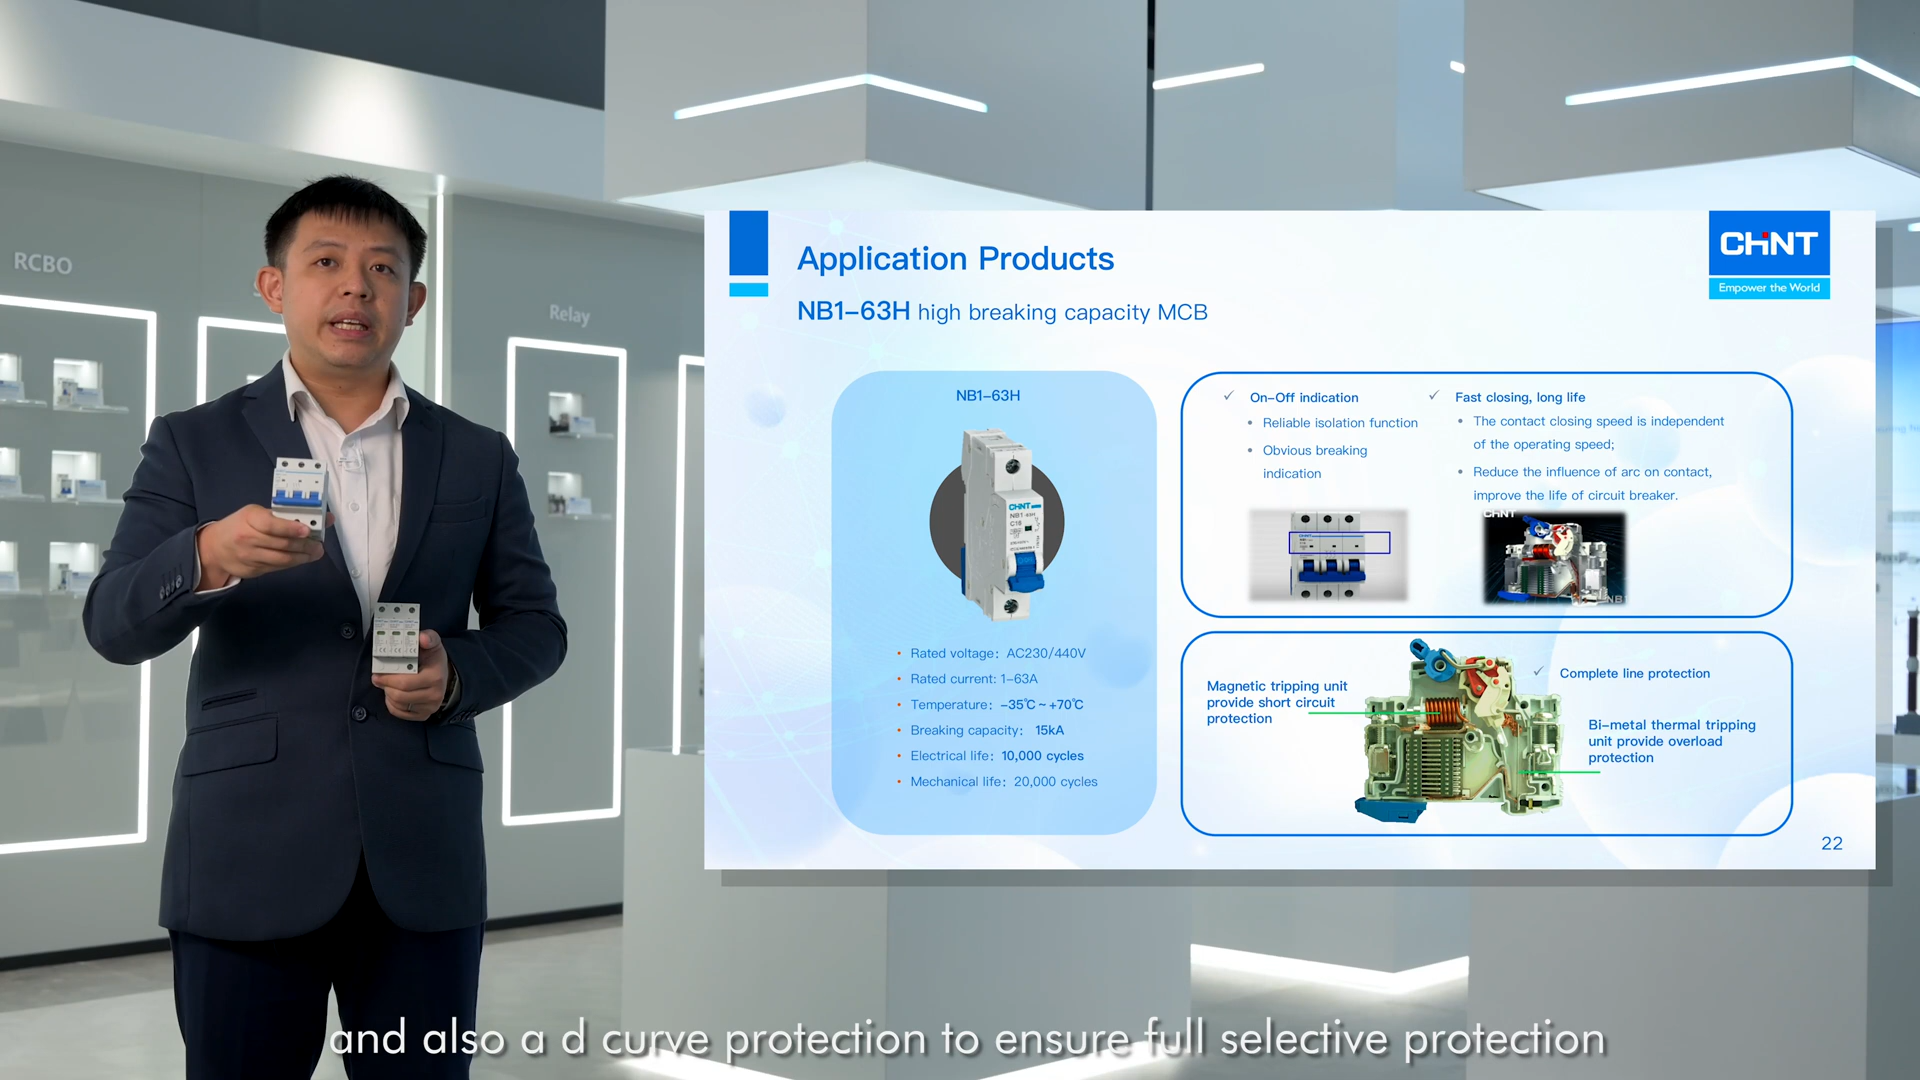 RCBO
Relay
Application Products
NB1-63H high breaking capacity MCB
CHNT
Empower the World
NB1-63H
CHNT
NB1-63H
C16
Rated voltage: AC230/440V
Rated current: 1-63A
Temperature: -35℃ ~ +70℃
Breaking capacity: 15kA
Electrical life: 10,000 cycles
Mechanical life: 20,000 cycles
On-Off indication
Reliable isolation function
Obvious breaking
indication
Fast closing, long life
The contact closing speed is independent
of the operating speed;
Reduce the influence of arc on contact,
improve the life of circuit breaker.
CHNT
NB1
Magnetic tripping unit
provide short circuit
protection
Complete line protection
Bi-metal thermal tripping
unit provide overload
protection
22
and also a d curve protection to ensure full selective protection